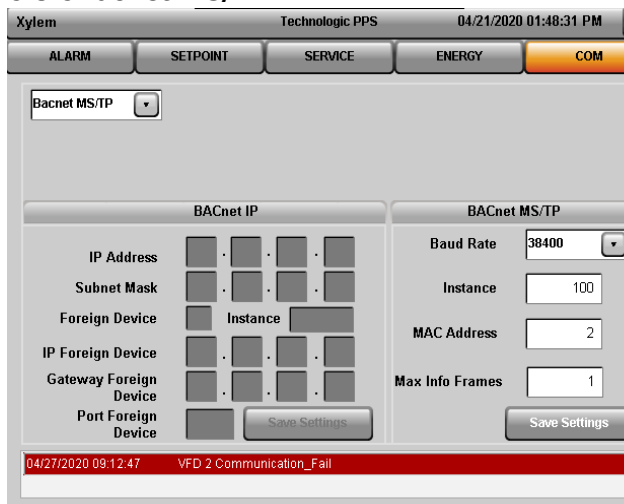 Xylem Technologic PPS 04/21/2020 01:48:31 PM
ALARM SETPOINT SERVICE ENERGY COM
Bacnet MS/TP
BACnet IP
IP Address . . .
Subnet Mask . . .
Foreign Device Instance
IP Foreign Device . . .
Gateway Foreign
Device . . .
Port Foreign
Device Save Settings
BACnet MS/TP
Baud Rate 38400
Instance 100
MAC Address 2
Max Info Frames 1
Save Settings
04/27/2020 09:12:47 VFD 2 Communication_Fail